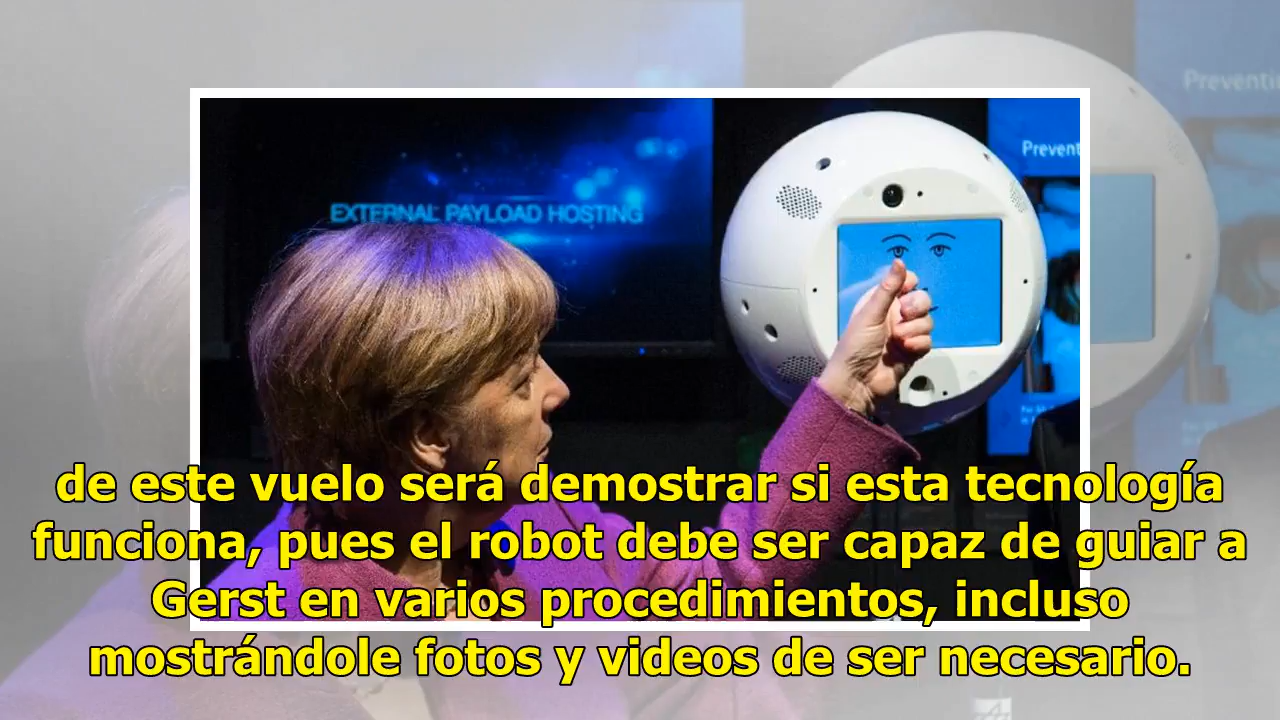 Preventi
Prevent
EXTERNAL PAYLOAD HOSTING
de este vuelo será demostrar si esta tecnología
funciona, pues el robot debe ser capaz de guiar a
Gerst en varios procedimientos, incluso
mostrándole fotos y videos de ser necesario.